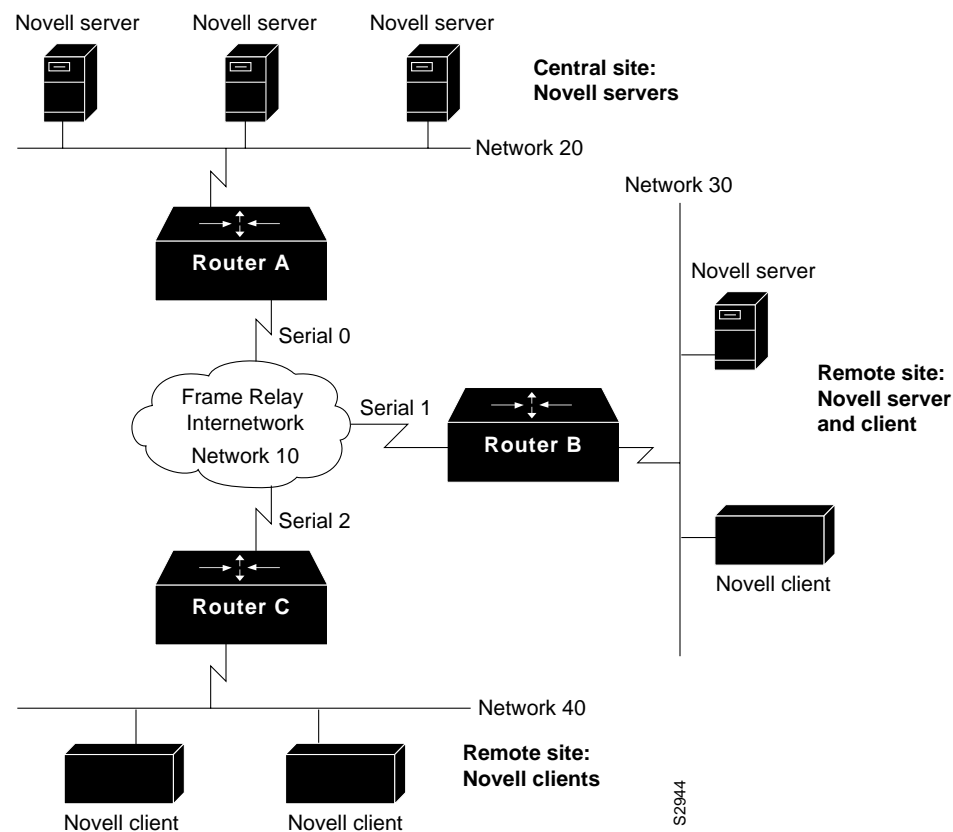 Novell server
Novell server
Novell server
Central site:
Novell servers
Network 20
Network 30
Router A
Novell server
Serial 0
Remote site:
Novell server
and client
Frame Relay
Internetwork
Network 10
Serial 1
Router B
Serial 2
Novell client
Router C
Network 40
Remote site:
Novell clients
Novell client
Novell client
S2944